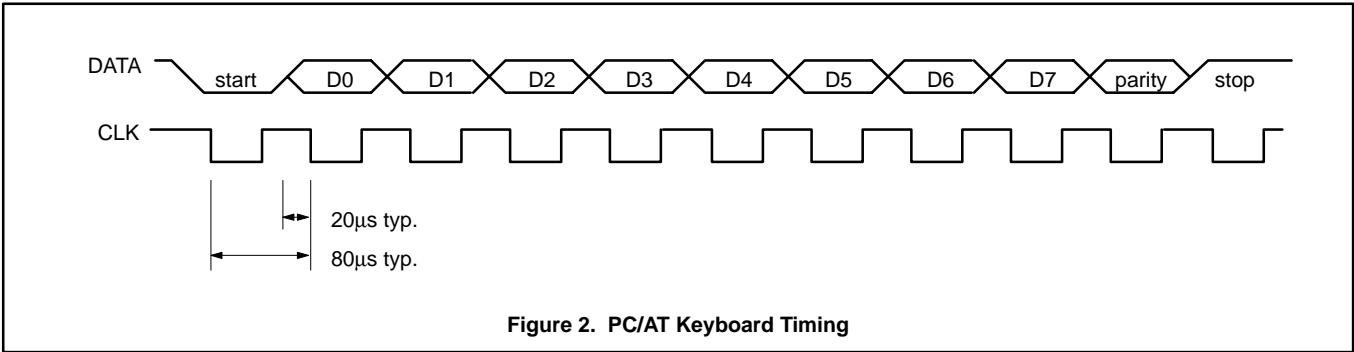 DATA start D0 D1 D2 D3 D4 D5 D6 D7 parity stop
CLK
20μs typ.
80μs typ.
Figure 2. PC/AT Keyboard Timing